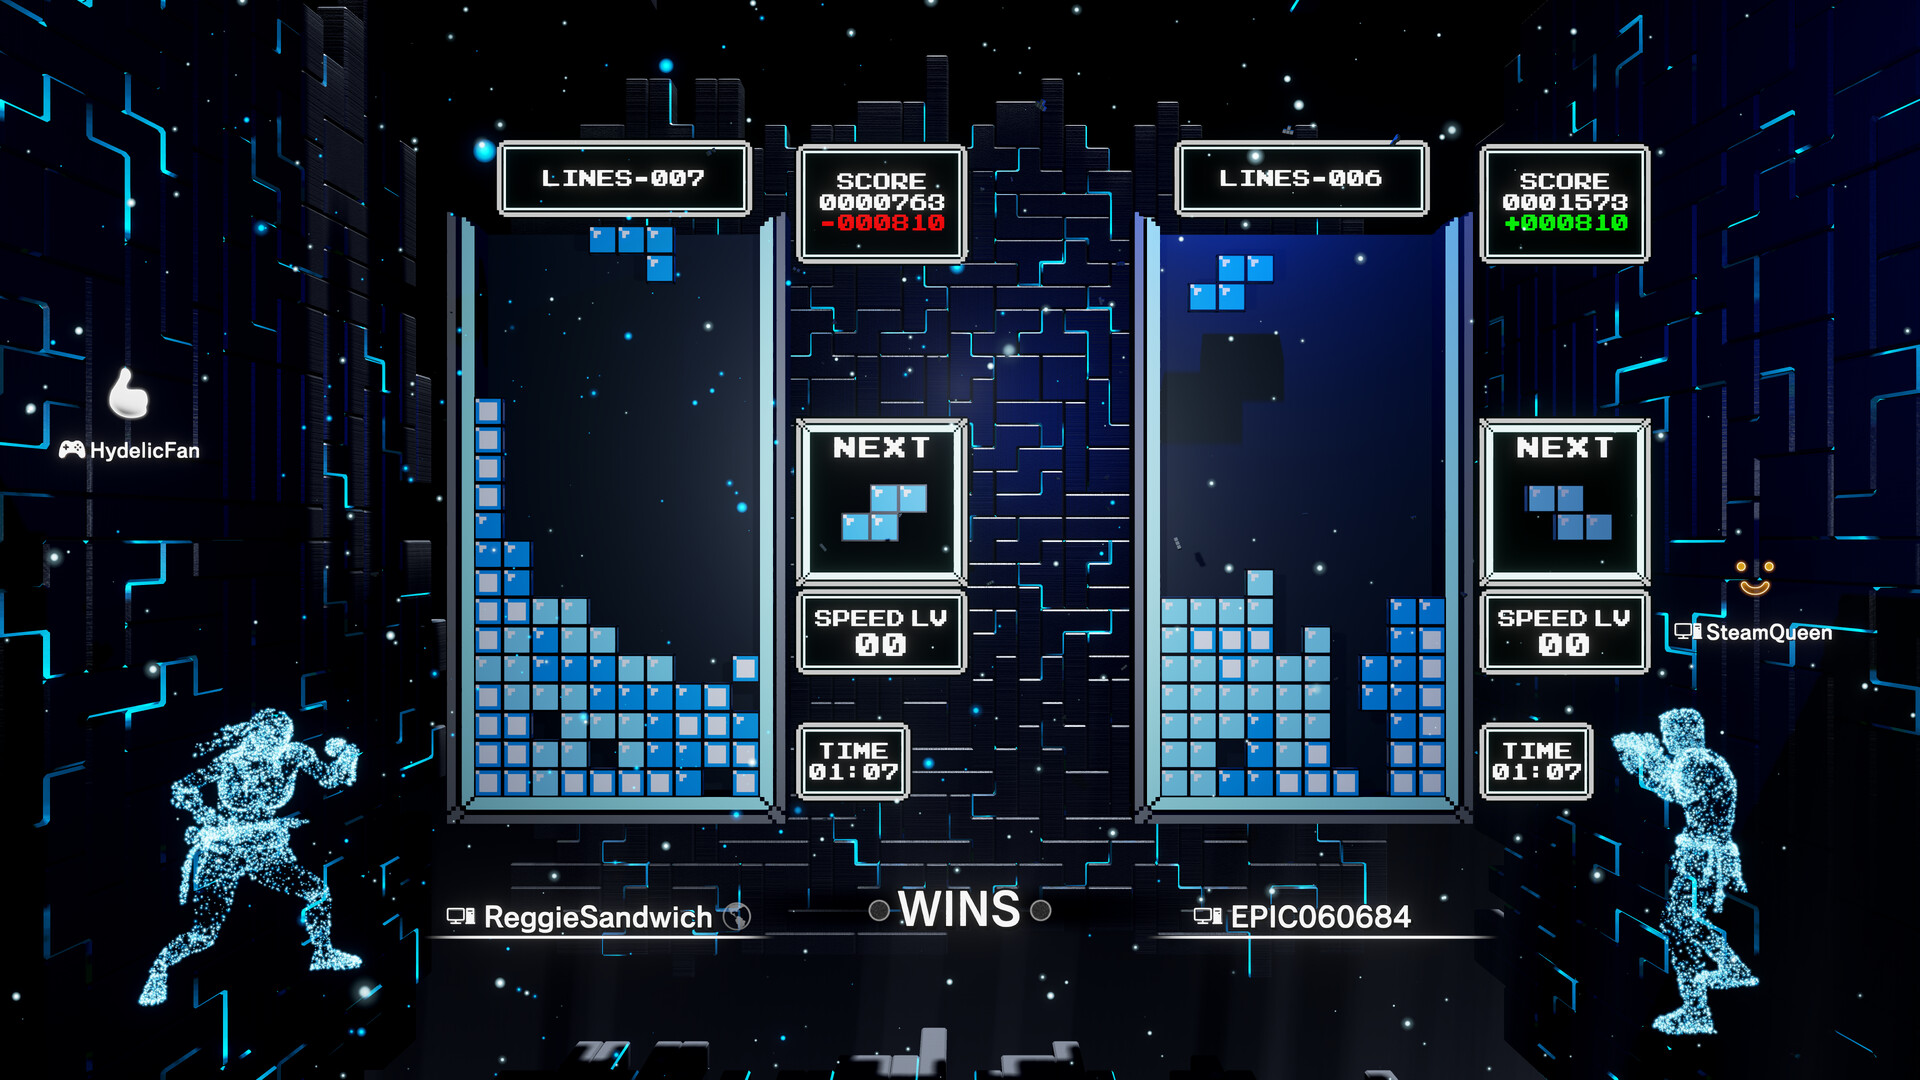 LINES-007
SCORE
0000763
-000810
LINES-006
SCORE
0001573
+000810
HydelicFan
NEXT
NEXT
SPEED LV
00
SPEED LV
00
SteamQueen
TIME
01:07
TIME
01:07
ReggieSandwich
WINS
EPIC060684